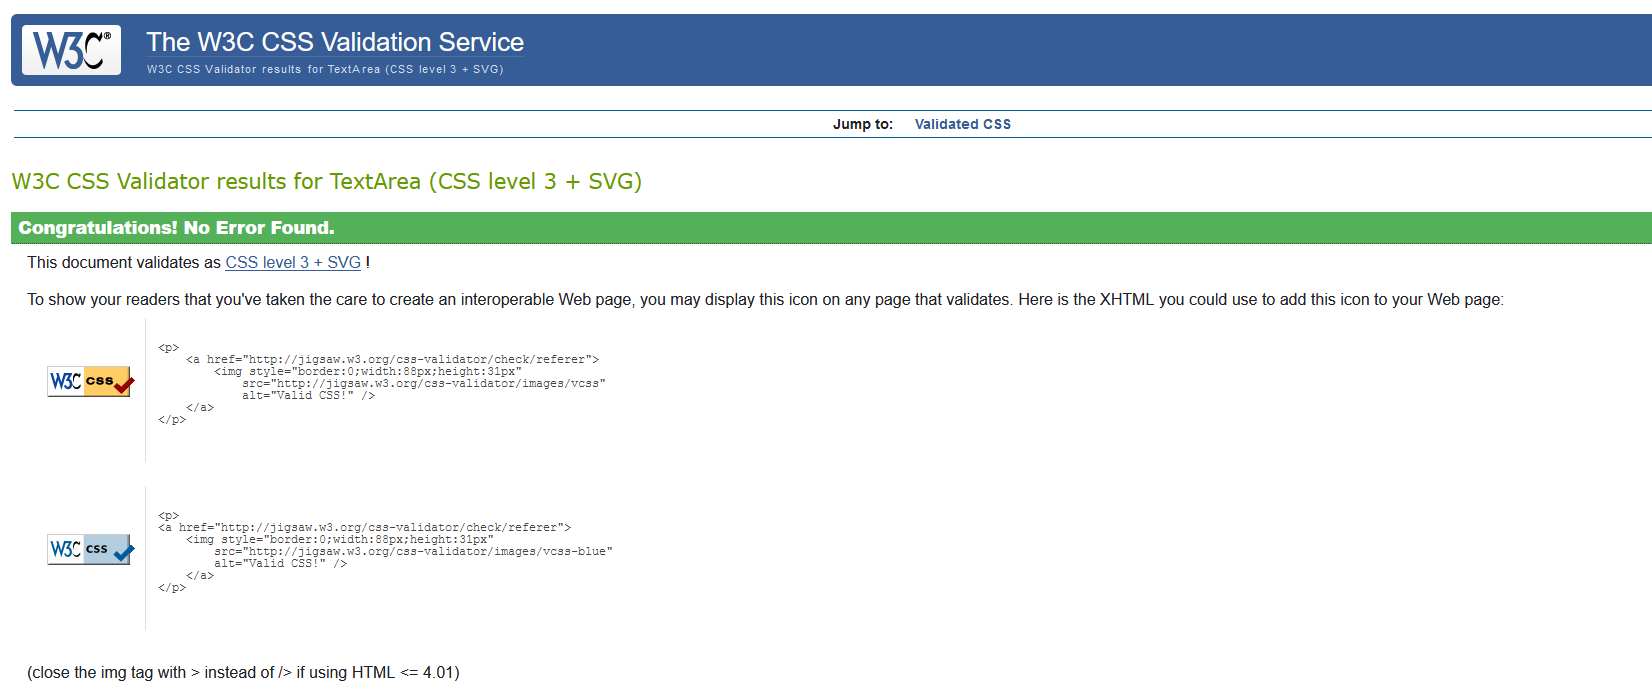 W3C®
The W3C CSS Validation Service
W3C CSS Validator results for TextArea (CSS level 3 + SVG)
Jump to: Validated CSS
W3C CSS Validator results for TextArea (CSS level 3 + SVG)
Congratulations! No Error Found.
This document validates as CSS level 3 + SVG !
To show your readers that you've taken the care to create an interoperable Web page, you may display this icon on any page that validates. Here is the XHTML you could use to add this icon to your Web page:
W3C css
<p>
<a href="http://jigsaw.w3.org/css-validator/check/referer">
<img style="border:0;width:88px;height:31px"
src="http://jigsaw.w3.org/css-validator/images/vcss"
alt="Valid CSS!" />
</a>
</p>
W3C css
<p>
<a href="http://jigsaw.w3.org/css-validator/check/referer">
<img style="border:0;width:88px;height:31px"
src="http://jigsaw.w3.org/css-validator/images/vcss-blue"
alt="Valid CSS!" />
</a>
</p>
(close the img tag with > instead of /> if using HTML <= 4.01)